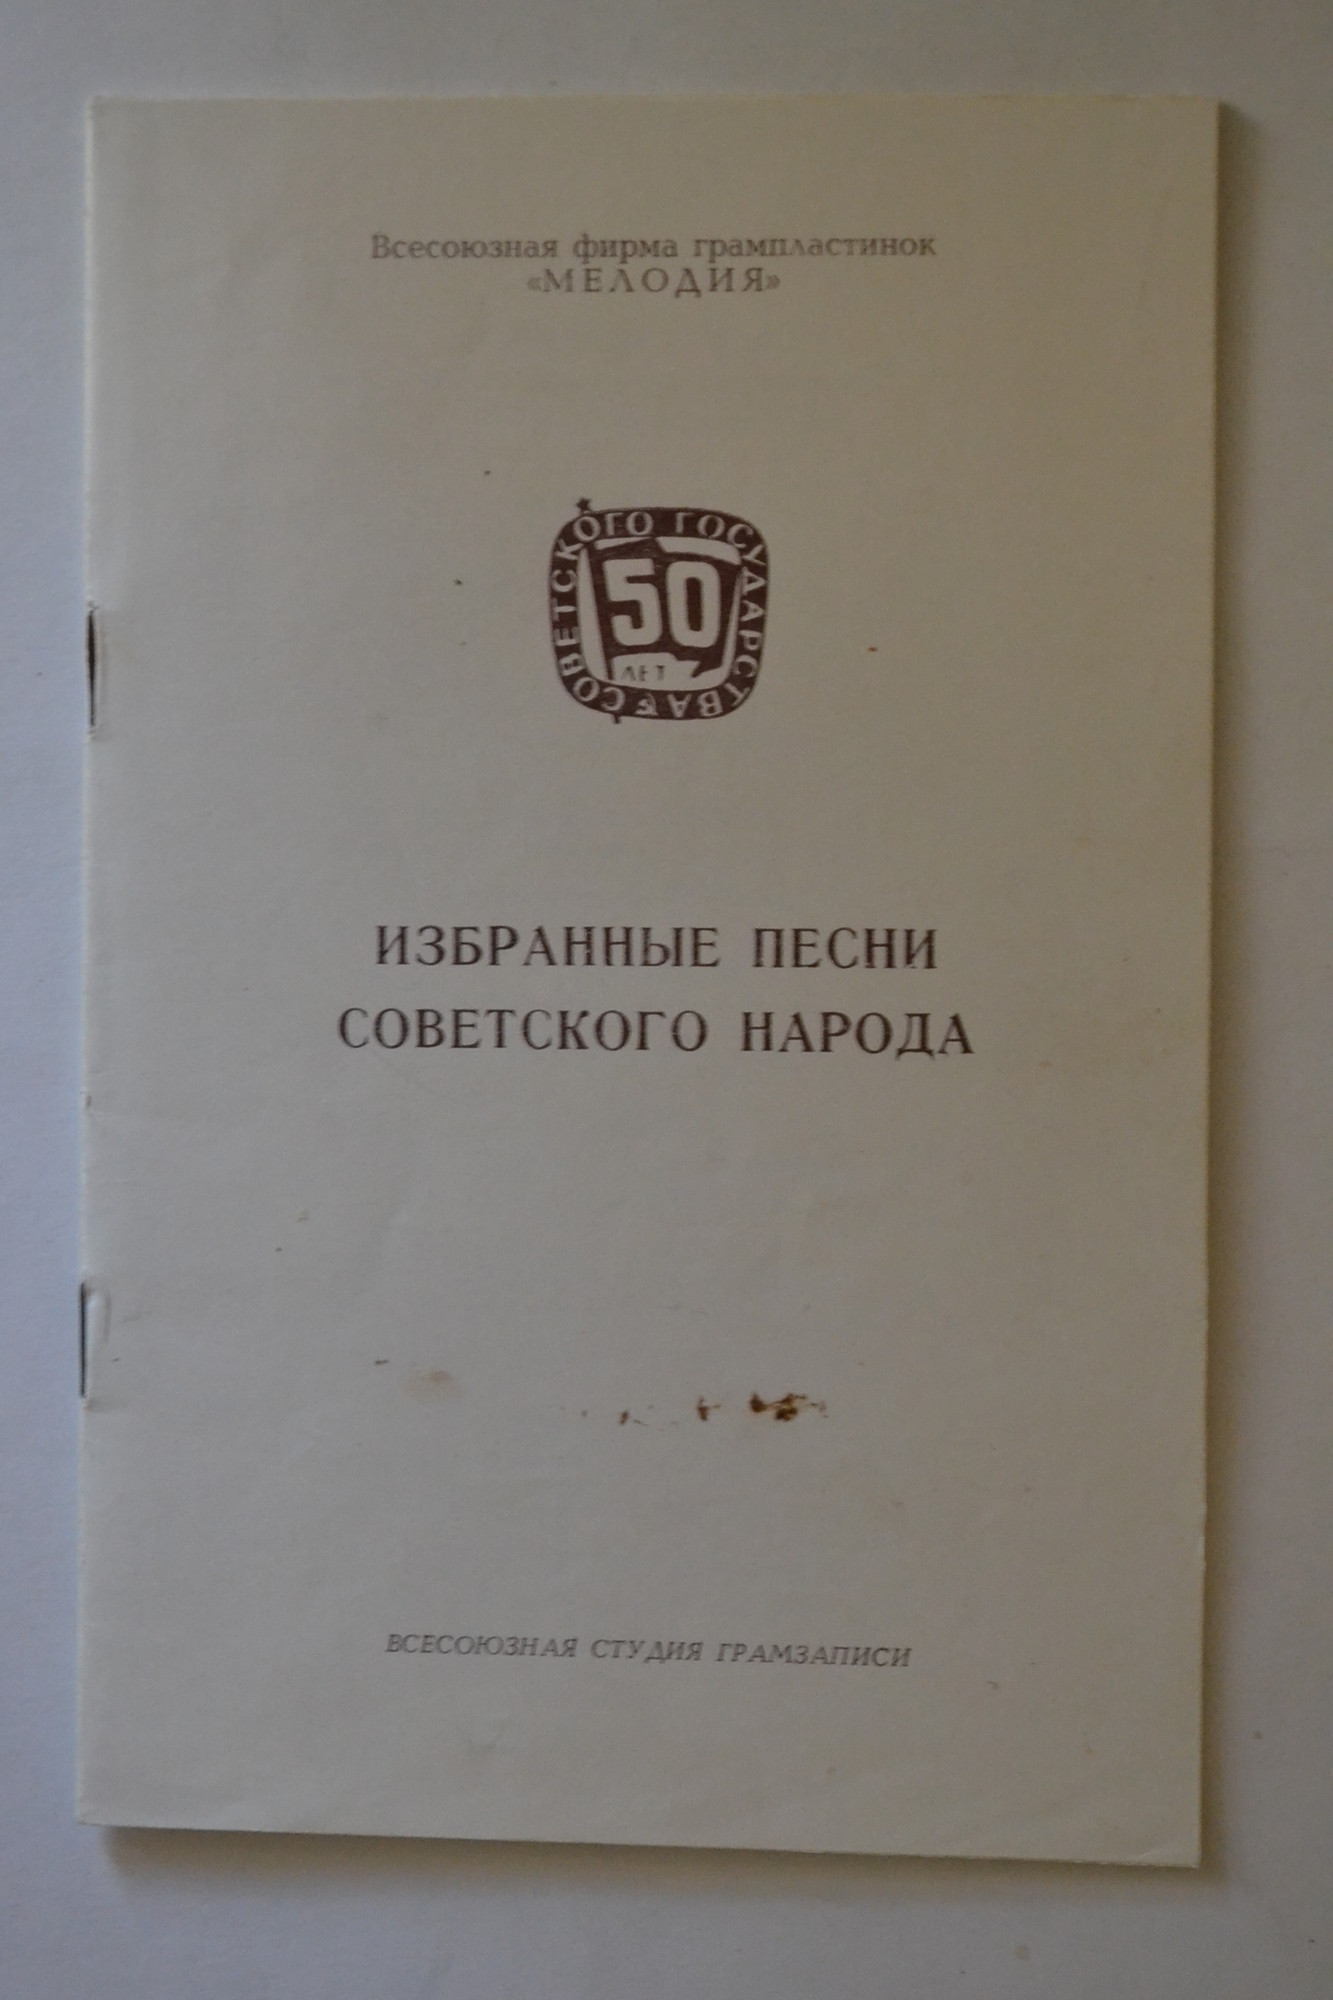 Всесоюзная фирма грампластинок
«МЕЛОДИЯ»
СОВЕТСКОГО ГОСУДАРСТВА
50
ЛЕТ
ИЗБРАННЫЕ ПЕСНИ
СОВЕТСКОГО НАРОДА
ВСЕСОЮЗНАЯ СТУДИЯ ГРАМЗАПИСИ